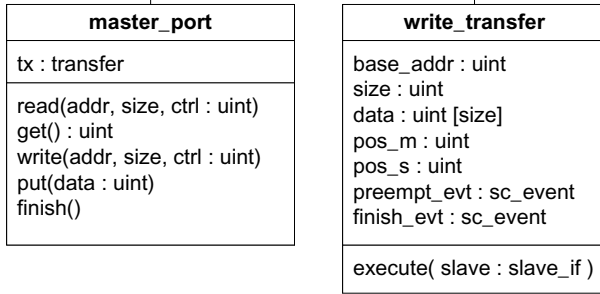 master_port
tx : transfer
read(addr, size, ctrl : uint)
get() : uint
write(addr, size, ctrl : uint)
put(data : uint)
finish()
write_transfer
base_addr : uint
size : uint
data : uint [size]
pos_m : uint
pos_s : uint
preempt_evt : sc_event
finish_evt : sc_event
execute( slave : slave_if )